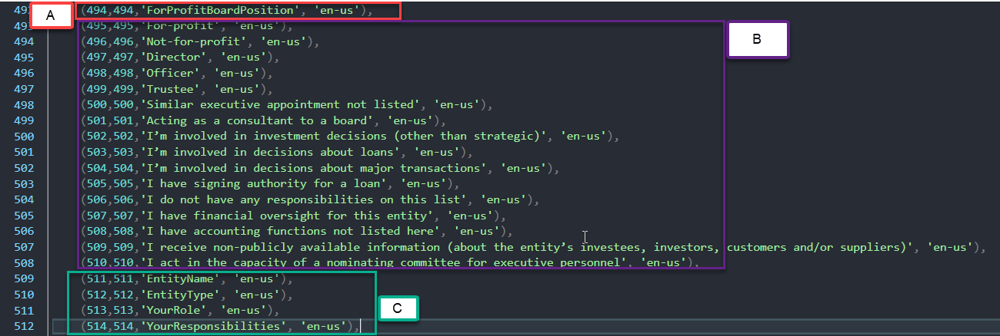 492 (494,494,'ForProfitBoardPosition', 'en-us'),
A
493 (495,495,'For-profit', 'en-us'),
494 (496,496,'Not-for-profit', 'en-us'),
B
495 (497,497,'Director', 'en-us'),
496 (498,498,'Officer', 'en-us'),
497 (499,499,'Trustee', 'en-us'),
498 (500,500,'Similar executive appointment not listed', 'en-us'),
499 (501,501,'Acting as a consultant to a board', 'en-us'),
500 (502,502,'I’m involved in investment decisions (other than strategic)', 'en-us'),
501 (503,503,'I’m involved in decisions about loans', 'en-us'),
502 (504,504,'I’m involved in decisions about major transactions', 'en-us'),
503 (505,505,'I have signing authority for a loan', 'en-us'),
504 (506,506,'I do not have any responsibilities on this list', 'en-us'),
505 (507,507,'I have financial oversight for this entity', 'en-us'),
506 (508,508,'I have accounting functions not listed here', 'en-us'),
507 (509,509,'I receive non-publicly available information (about the entity’s investees, investors, customers and/or suppliers)', 'en-us'),
508 (510,510,'I act in the capacity of a nominating committee for executive personnel', 'en-us'),
509 (511,511,'EntityName', 'en-us'),
510 (512,512,'EntityType', 'en-us'),
C
511 (513,513,'YourRole', 'en-us'),
512 (514,514,'YourResponsibilities', 'en-us'),